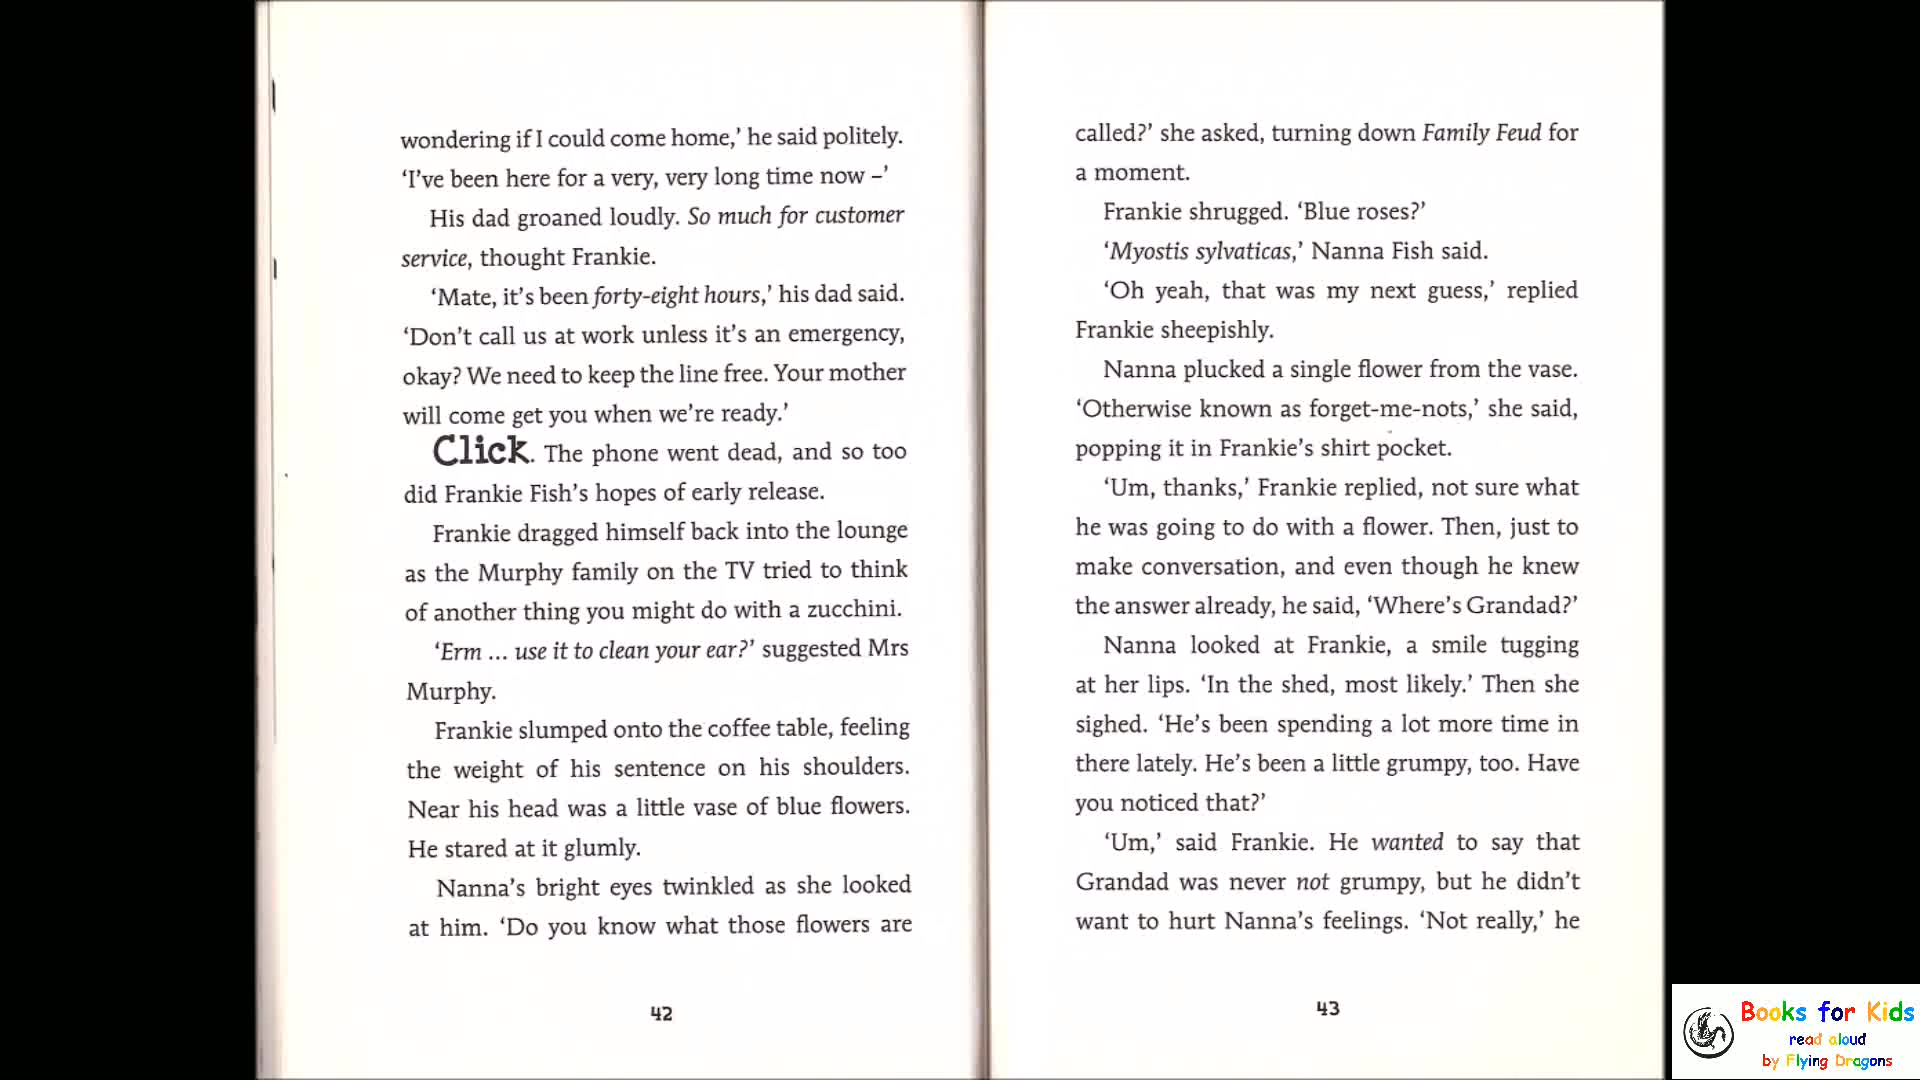 wondering if I could come home,’ he said politely.
‘I’ve been here for a very, very long time now –’
His dad groaned loudly. So much for customer
service, thought Frankie.
‘Mate, it’s been forty-eight hours,’ his dad said.
‘Don’t call us at work unless it’s an emergency,
okay? We need to keep the line free. Your mother
will come get you when we’re ready.’
Click. The phone went dead, and so too
did Frankie Fish’s hopes of early release.
Frankie dragged himself back into the lounge
as the Murphy family on the TV tried to think
of another thing you might do with a zucchini.
‘Erm ... use it to clean your ear?’ suggested Mrs
Murphy.
Frankie slumped onto the coffee table, feeling
the weight of his sentence on his shoulders.
Near his head was a little vase of blue flowers.
He stared at it glumly.
Nanna’s bright eyes twinkled as she looked
at him. ‘Do you know what those flowers are
42
called?’ she asked, turning down Family Feud for
a moment.
Frankie shrugged. ‘Blue roses?’
‘Myostis sylvaticas,’ Nanna Fish said.
‘Oh yeah, that was my next guess,’ replied
Frankie sheepishly.
Nanna plucked a single flower from the vase.
‘Otherwise known as forget-me-nots,’ she said,
popping it in Frankie’s shirt pocket.
‘Um, thanks,’ Frankie replied, not sure what
he was going to do with a flower. Then, just to
make conversation, and even though he knew
the answer already, he said, ‘Where’s Grandad?’
Nanna looked at Frankie, a smile tugging
at her lips. ‘In the shed, most likely.’ Then she
sighed. ‘He’s been spending a lot more time in
there lately. He’s been a little grumpy, too. Have
you noticed that?’
‘Um,’ said Frankie. He wanted to say that
Grandad was never not grumpy, but he didn’t
want to hurt Nanna’s feelings. ‘Not really,’ he
43
Books for Kids
read aloud
by Flying Dragons